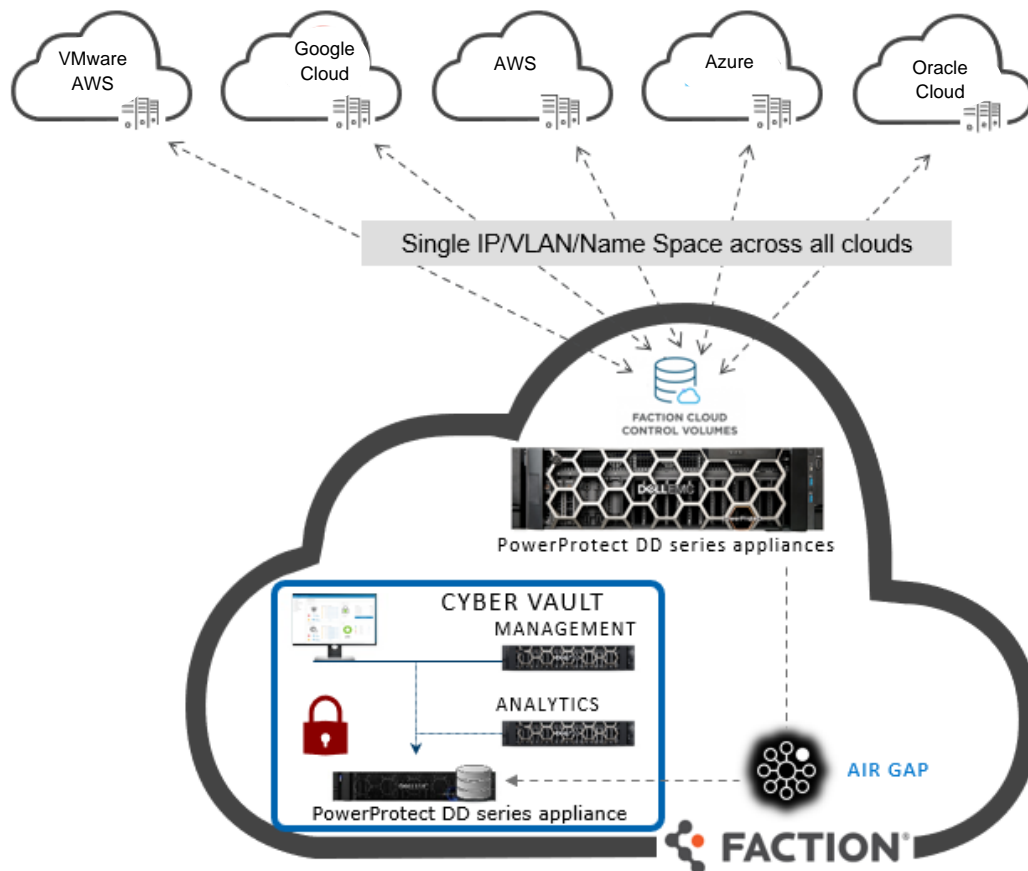 VMware
AWS
Google
Cloud
AWS
Azure
Oracle
Cloud
Single IP/VLAN/Name Space across all clouds
FACTION CLOUD
CONTROL VOLUMES
DELLEMC
PowerProtect DD series appliances
CYBER VAULT
MANAGEMENT
ANALYTICS
PowerProtect DD series appliance
AIR GAP
FACTION®